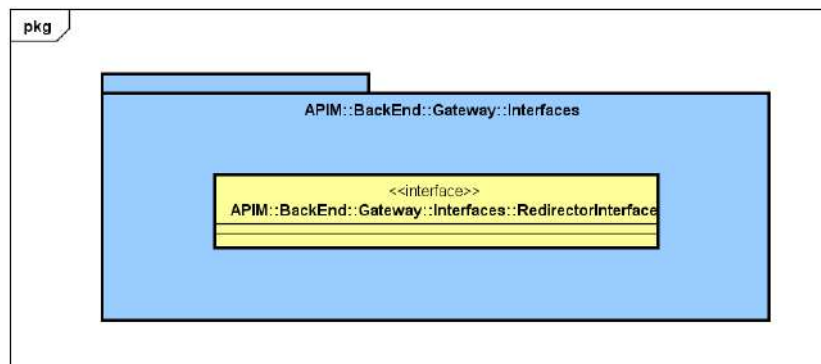 pkg
APIM::BackEnd::Gateway::Interfaces
<<interface>>
APIM::BackEnd::Gateway::Interfaces::RedirectorInterface